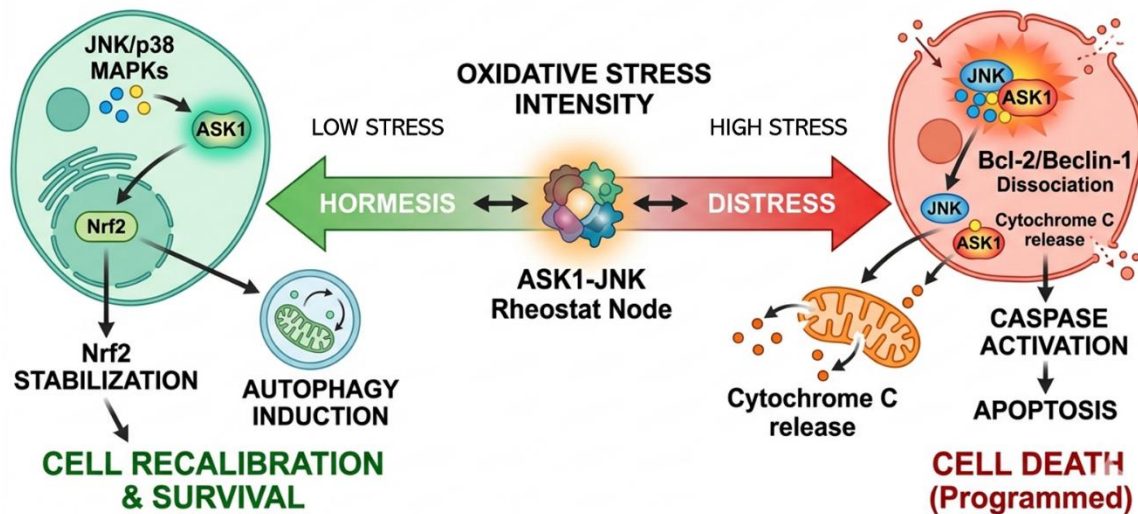 JNK/p38
MAPKs
ASK1
Nrf2
Nrf2
STABILIZATION
AUTOPHAGY
INDUCTION
CELL RECALIBRATION
& SURVIVAL
OXIDATIVE STRESS
INTENSITY
LOW STRESS
HIGH STRESS
HORMESIS
DISTRESS
ASK1-JNK
Rheostat Node
JNK
ASK1
Bcl-2/Beclin-1
Dissociation
JNK
ASK1
Cytochrome C
release
Cytochrome C
release
CASPASE
ACTIVATION
APOPTOSIS
CELL DEATH
(Programmed)